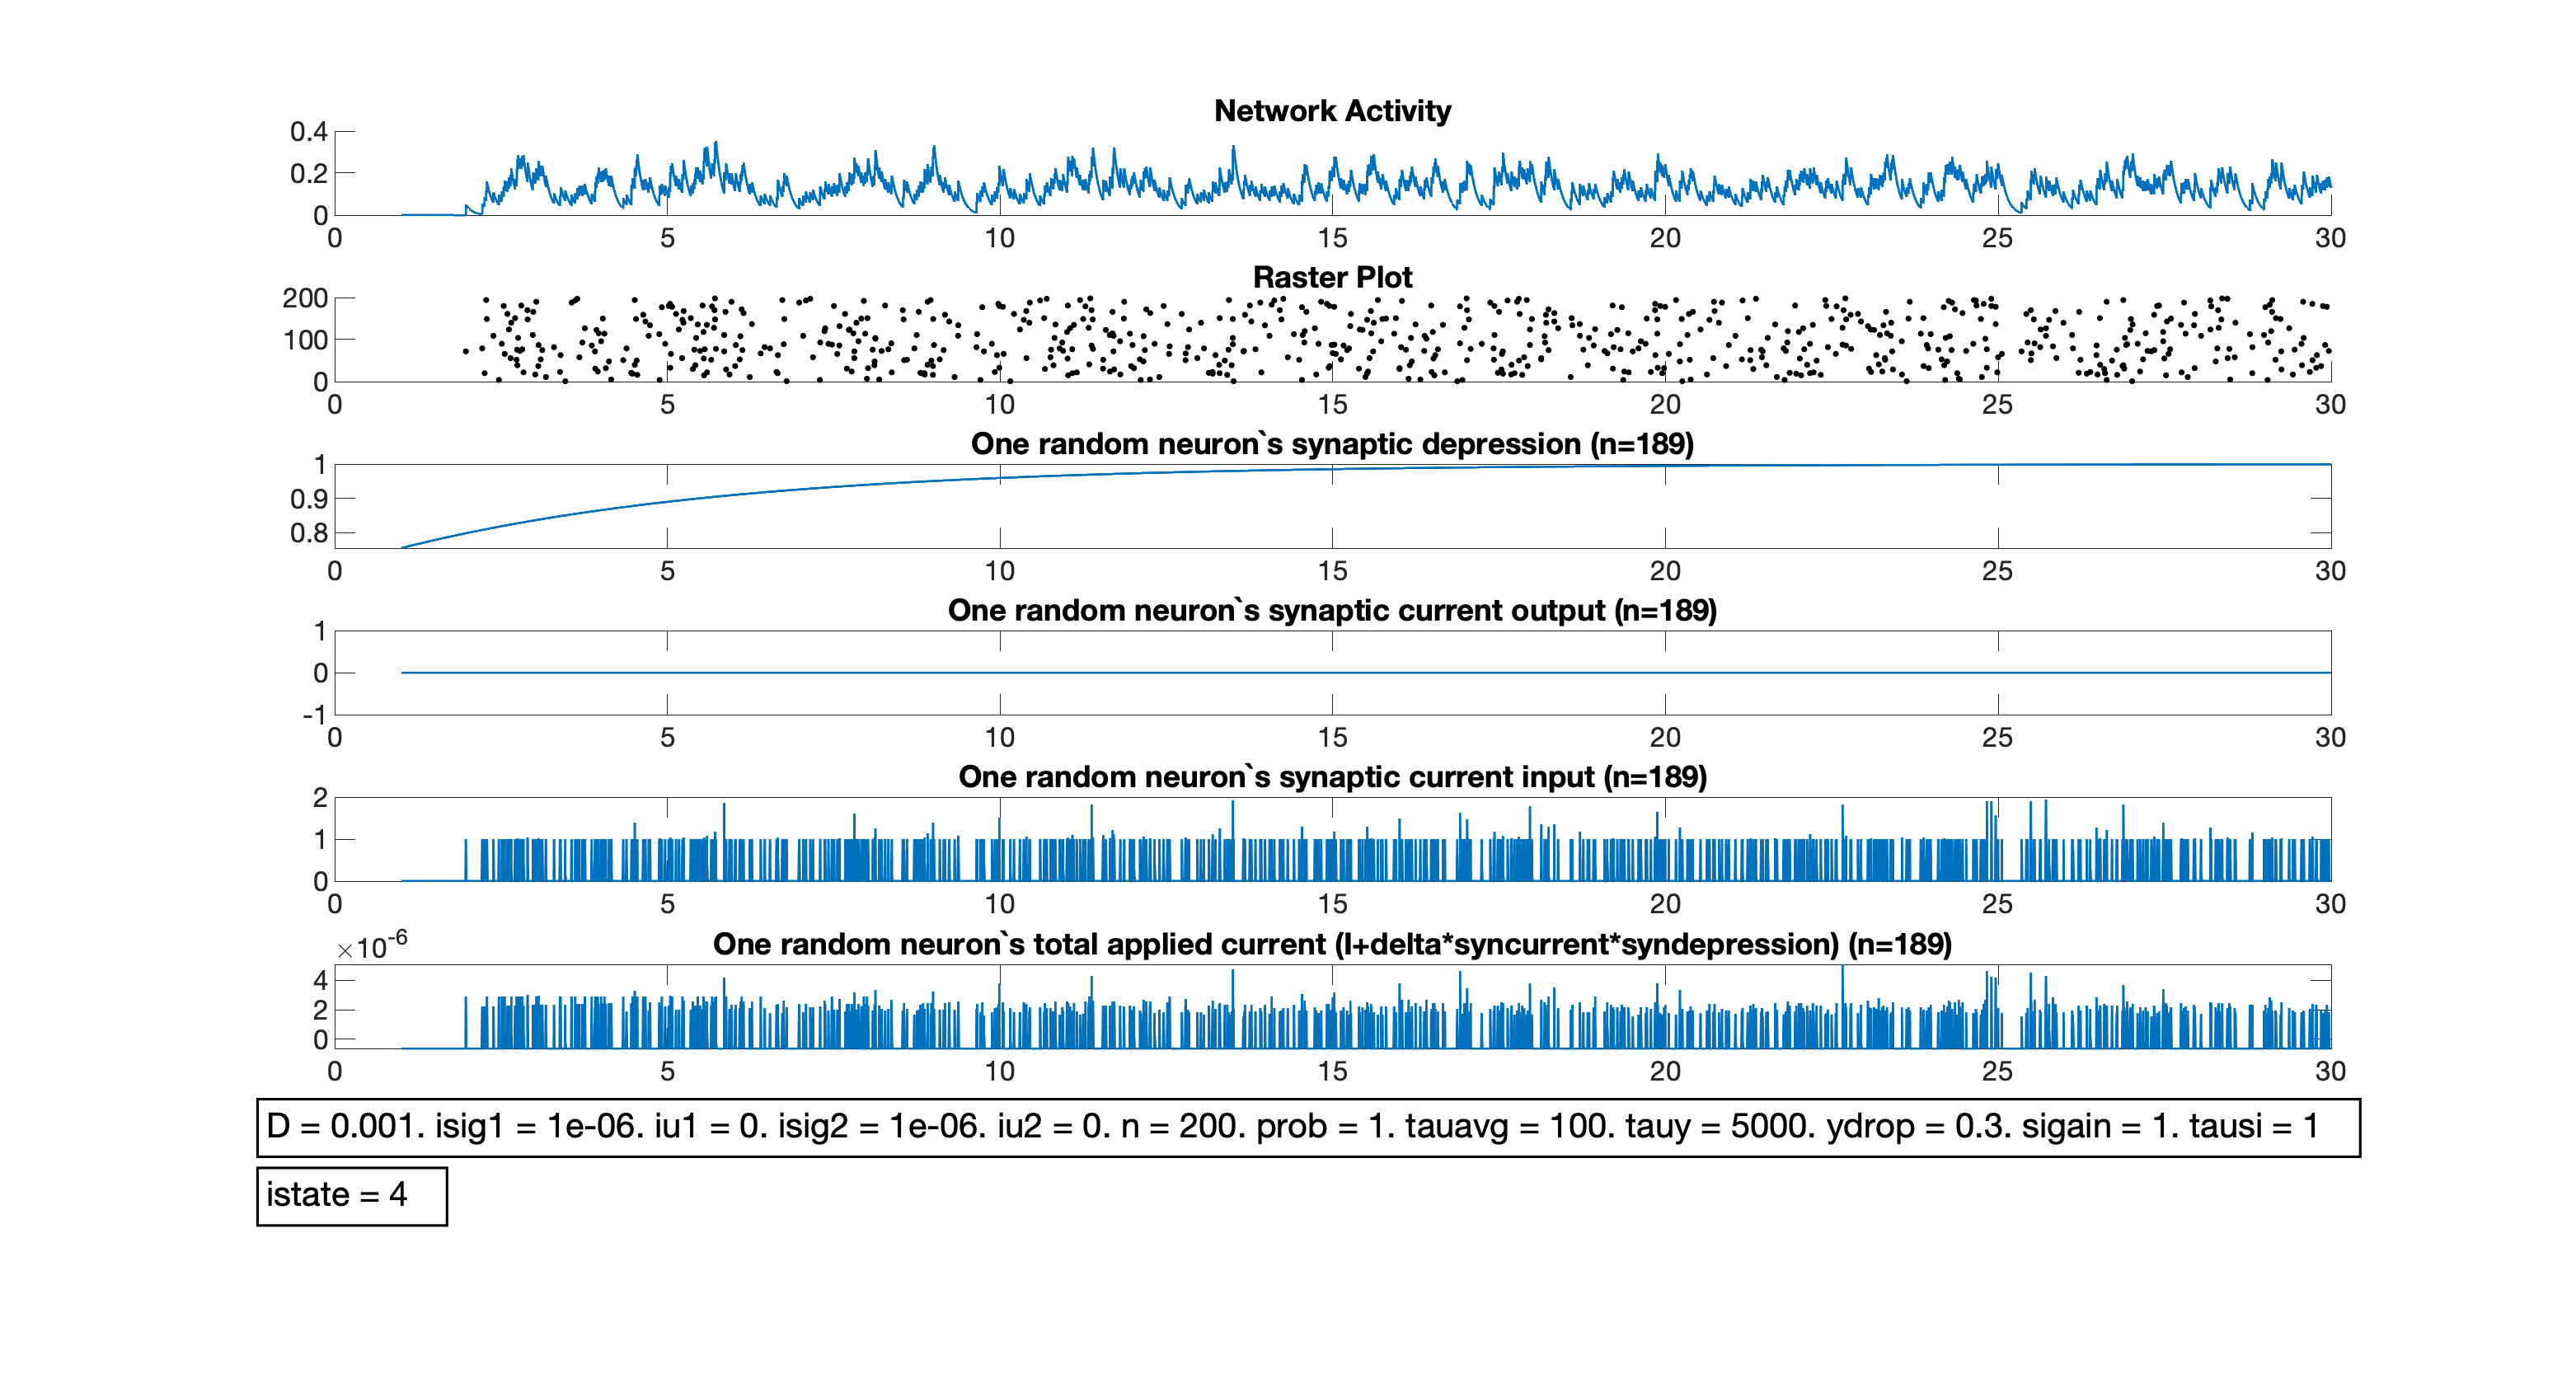 Network Activity
0.4
0.2
0
0 5 10 15 20 25 30
Raster Plot
200
100
0
0 5 10 15 20 25 30
One random neuron`s synaptic depression (n=189)
1
0.9
0.8
0 5 10 15 20 25 30
One random neuron`s synaptic current output (n=189)
1
0
-1
0 5 10 15 20 25 30
One random neuron`s synaptic current input (n=189)
2
1
0
0 5 10 15 20 25 30
×10⁻⁶
One random neuron`s total applied current (I+delta*syncurrent*syndepression) (n=189)
4
2
0
0 5 10 15 20 25 30
D = 0.001. isig1 = 1e-06. iu1 = 0. isig2 = 1e-06. iu2 = 0. n = 200. prob = 1. tauavg = 100. tauy = 5000. ydrop = 0.3. sigain = 1. tausi = 1
istate = 4